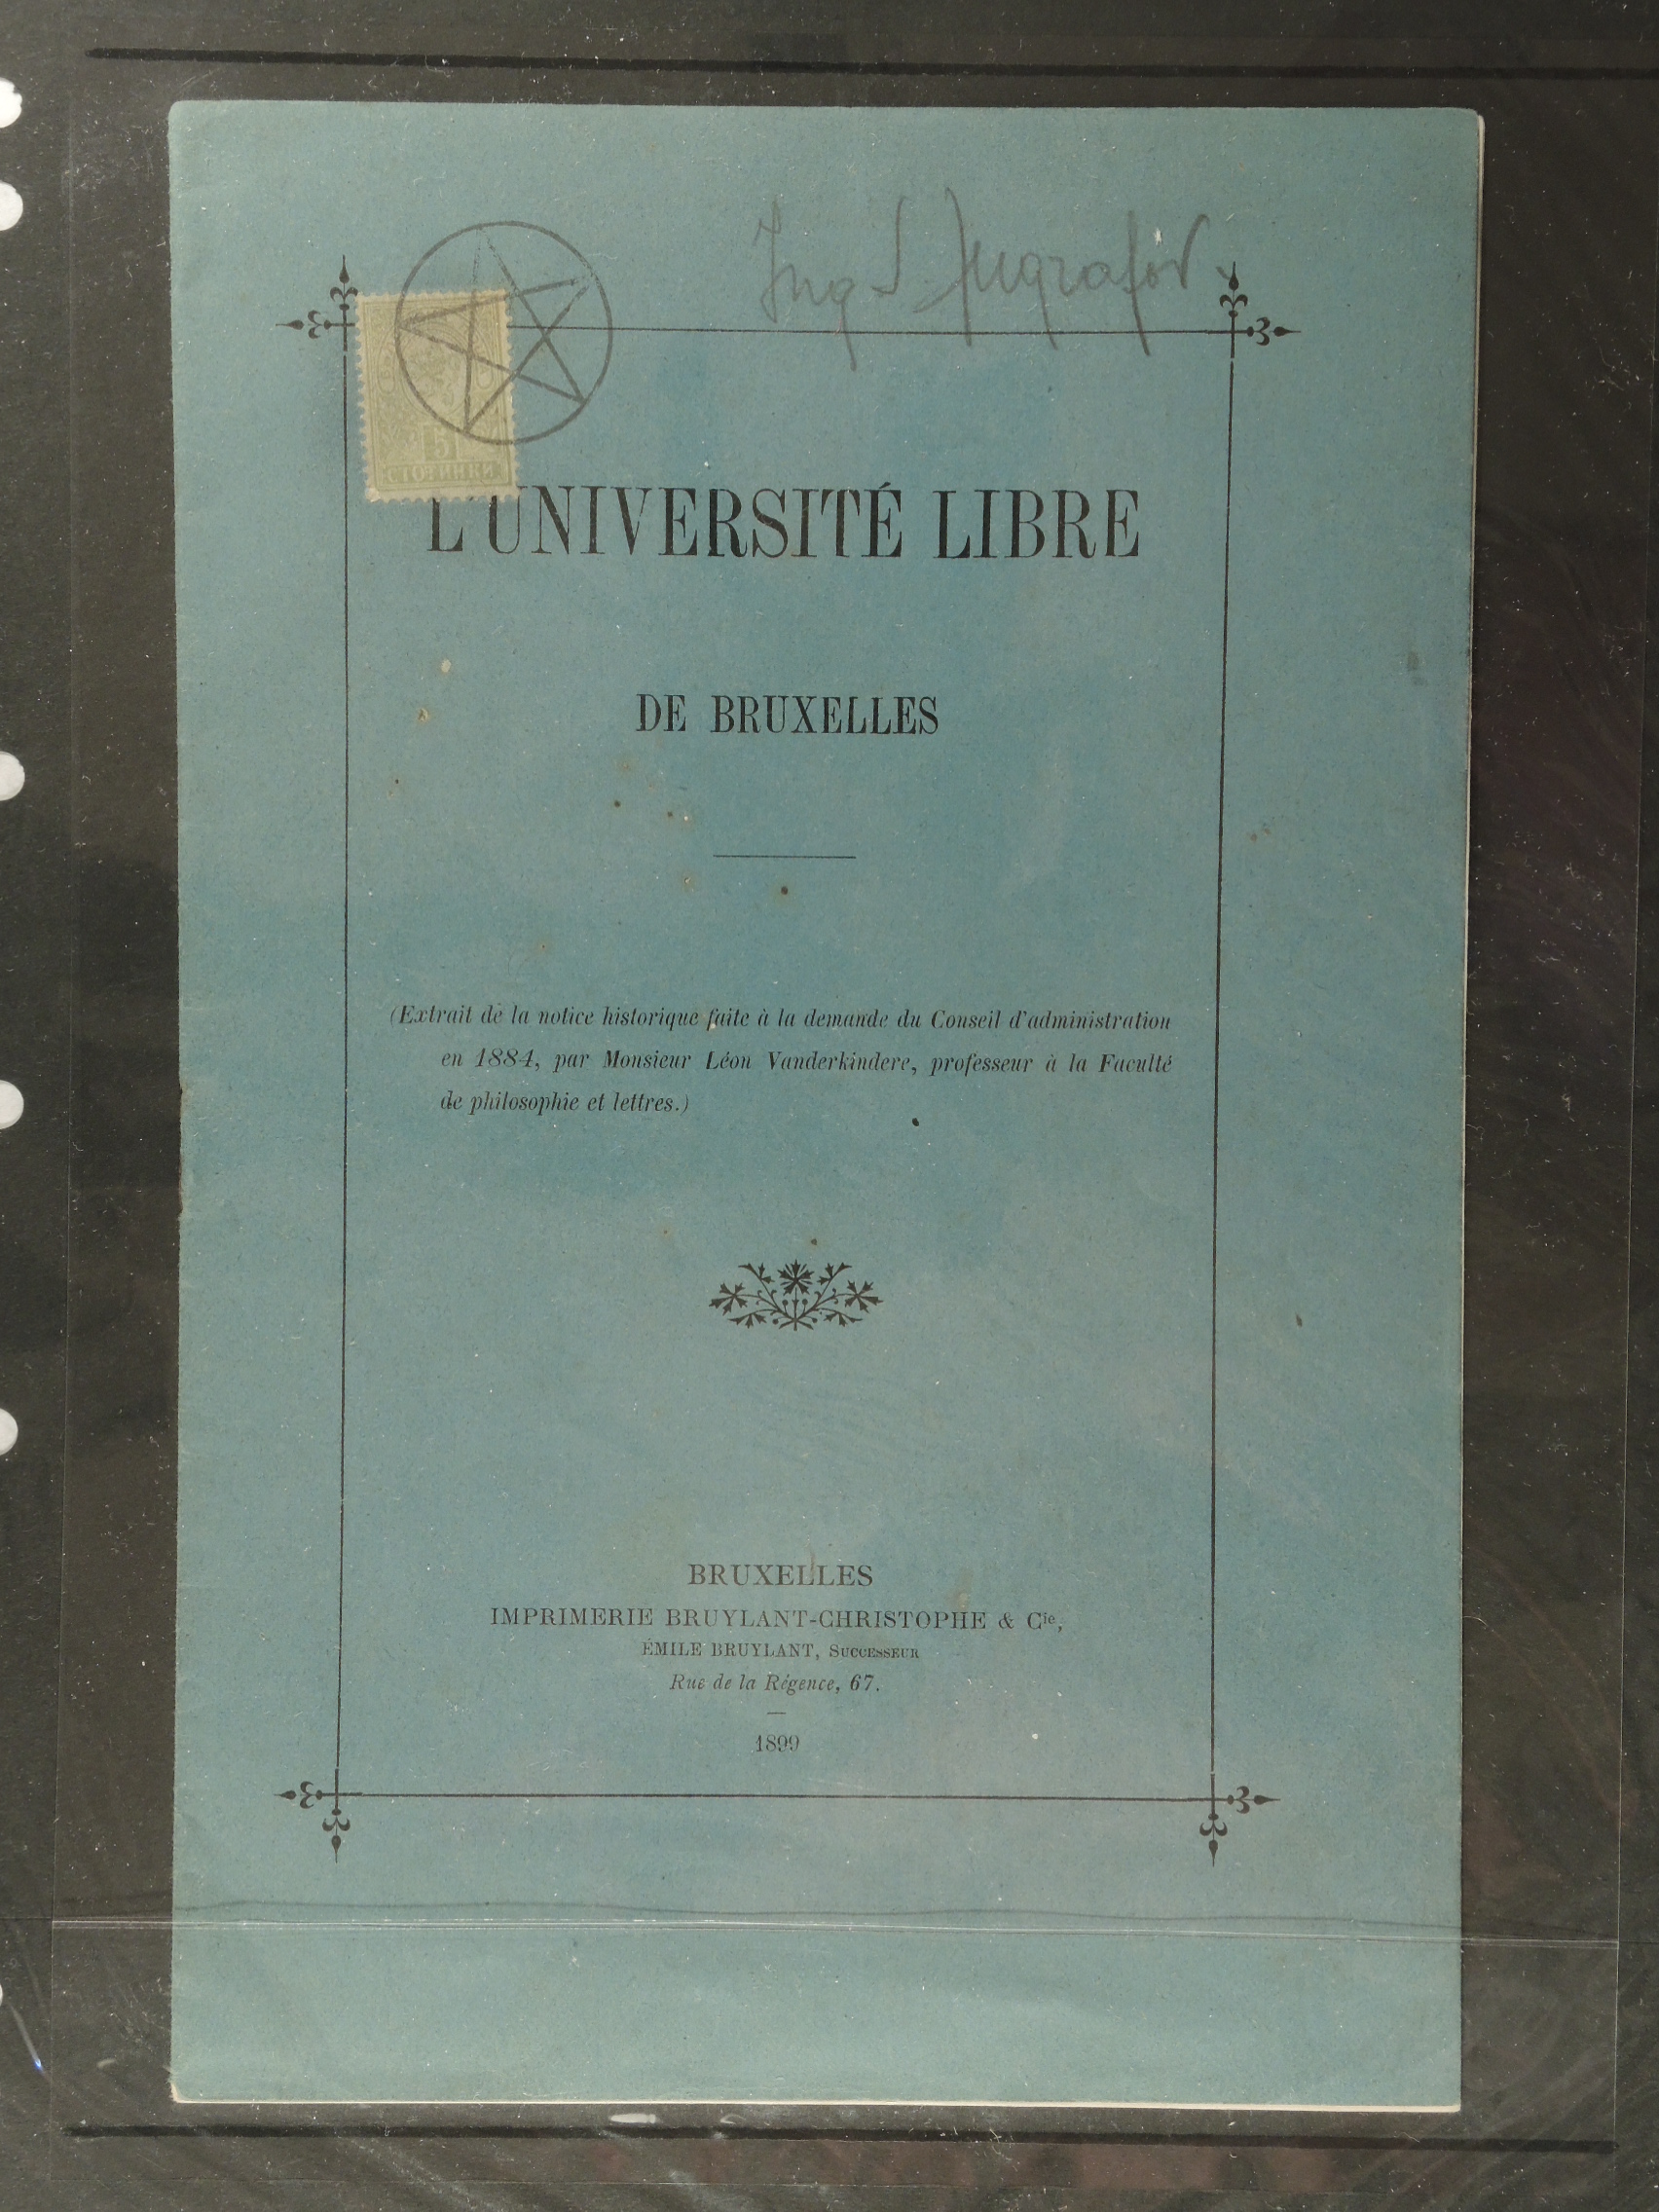 5
СТОТИНКИ
L'UNIVERSITÉ LIBRE
DE BRUXELLES
(Extrait de la notice historique faite à la demande du Conseil d'administration
en 1884, par Monsieur Léon Vanderkindere, professeur à la Faculté
de philosophie et lettres.)
BRUXELLES
IMPRIMERIE BRUYLANT-CHRISTOPHE & Cie,
ÉMILE BRUYLANT, SUCCESSEUR
Rue de la Régence, 67.
1899